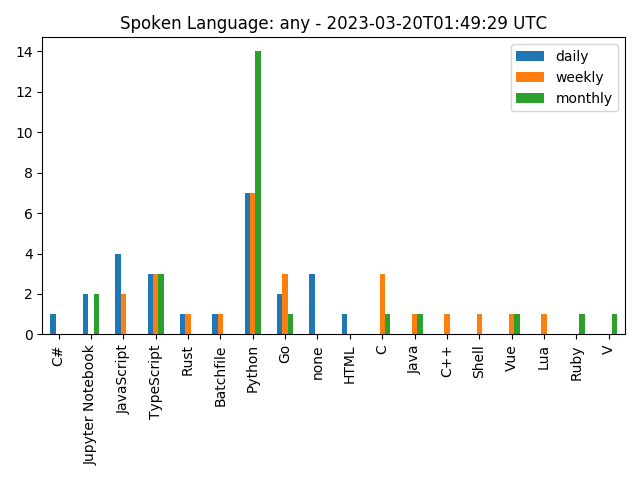 Spoken Language: any - 2023-03-20T01:49:29 UTC
daily
weekly
monthly
14
12
10
8
6
4
2
0
C#
Jupyter Notebook
JavaScript
TypeScript
Rust
Batchfile
Python
Go
none
HTML
C
Java
C++
Shell
Vue
Lua
Ruby
V